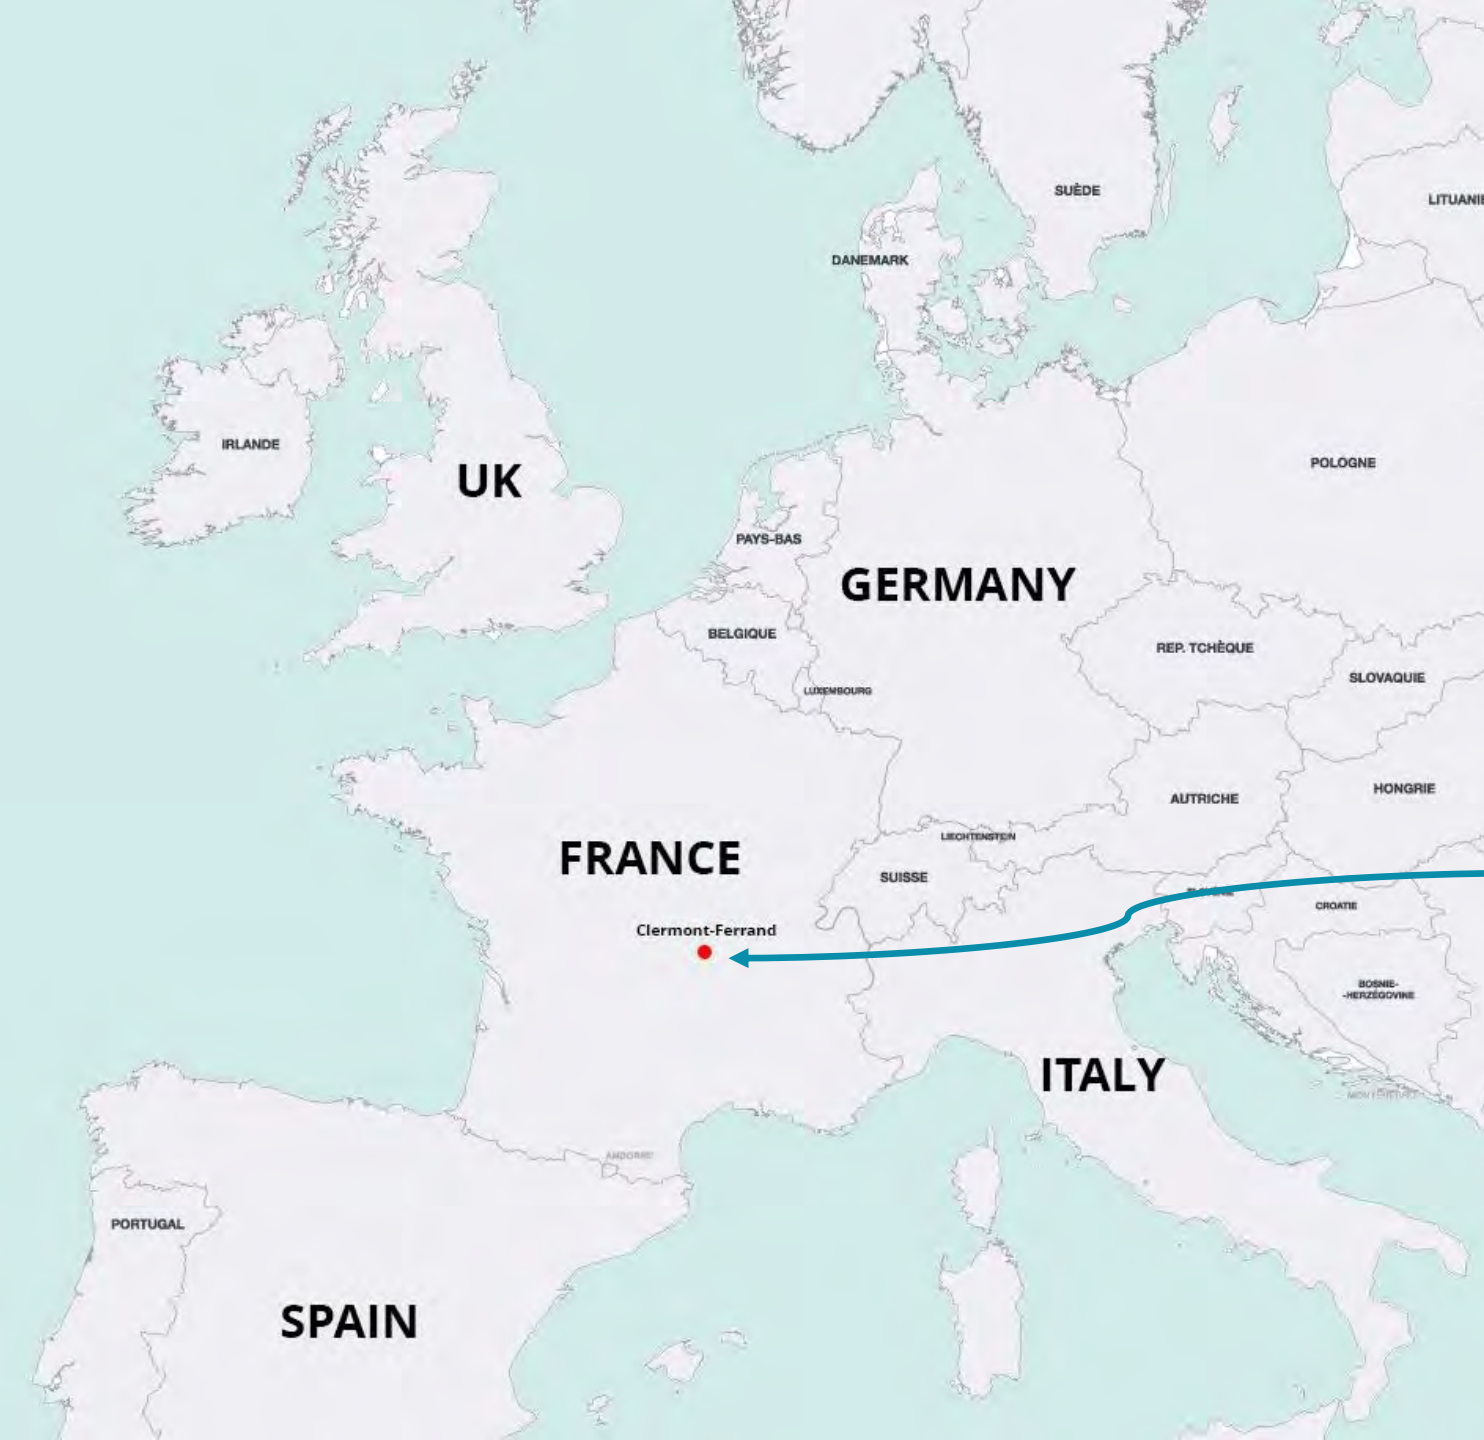 SUÈDE
LITUANIE
DANEMARK
IRLANDE
POLOGNE
UK
PAYS-BAS
GERMANY
BELGIQUE
REP. TCHÈQUE
SLOVAQUIE
LUXEMBOURG
HONGRIE
AUTRICHE
LIECHTENSTEIN
FRANCE
SUISSE
CROATIE
Clermont-Ferrand
BOSNIE-
-HERZÉGOVINE
ITALY
ANDORRE
PORTUGAL
SPAIN